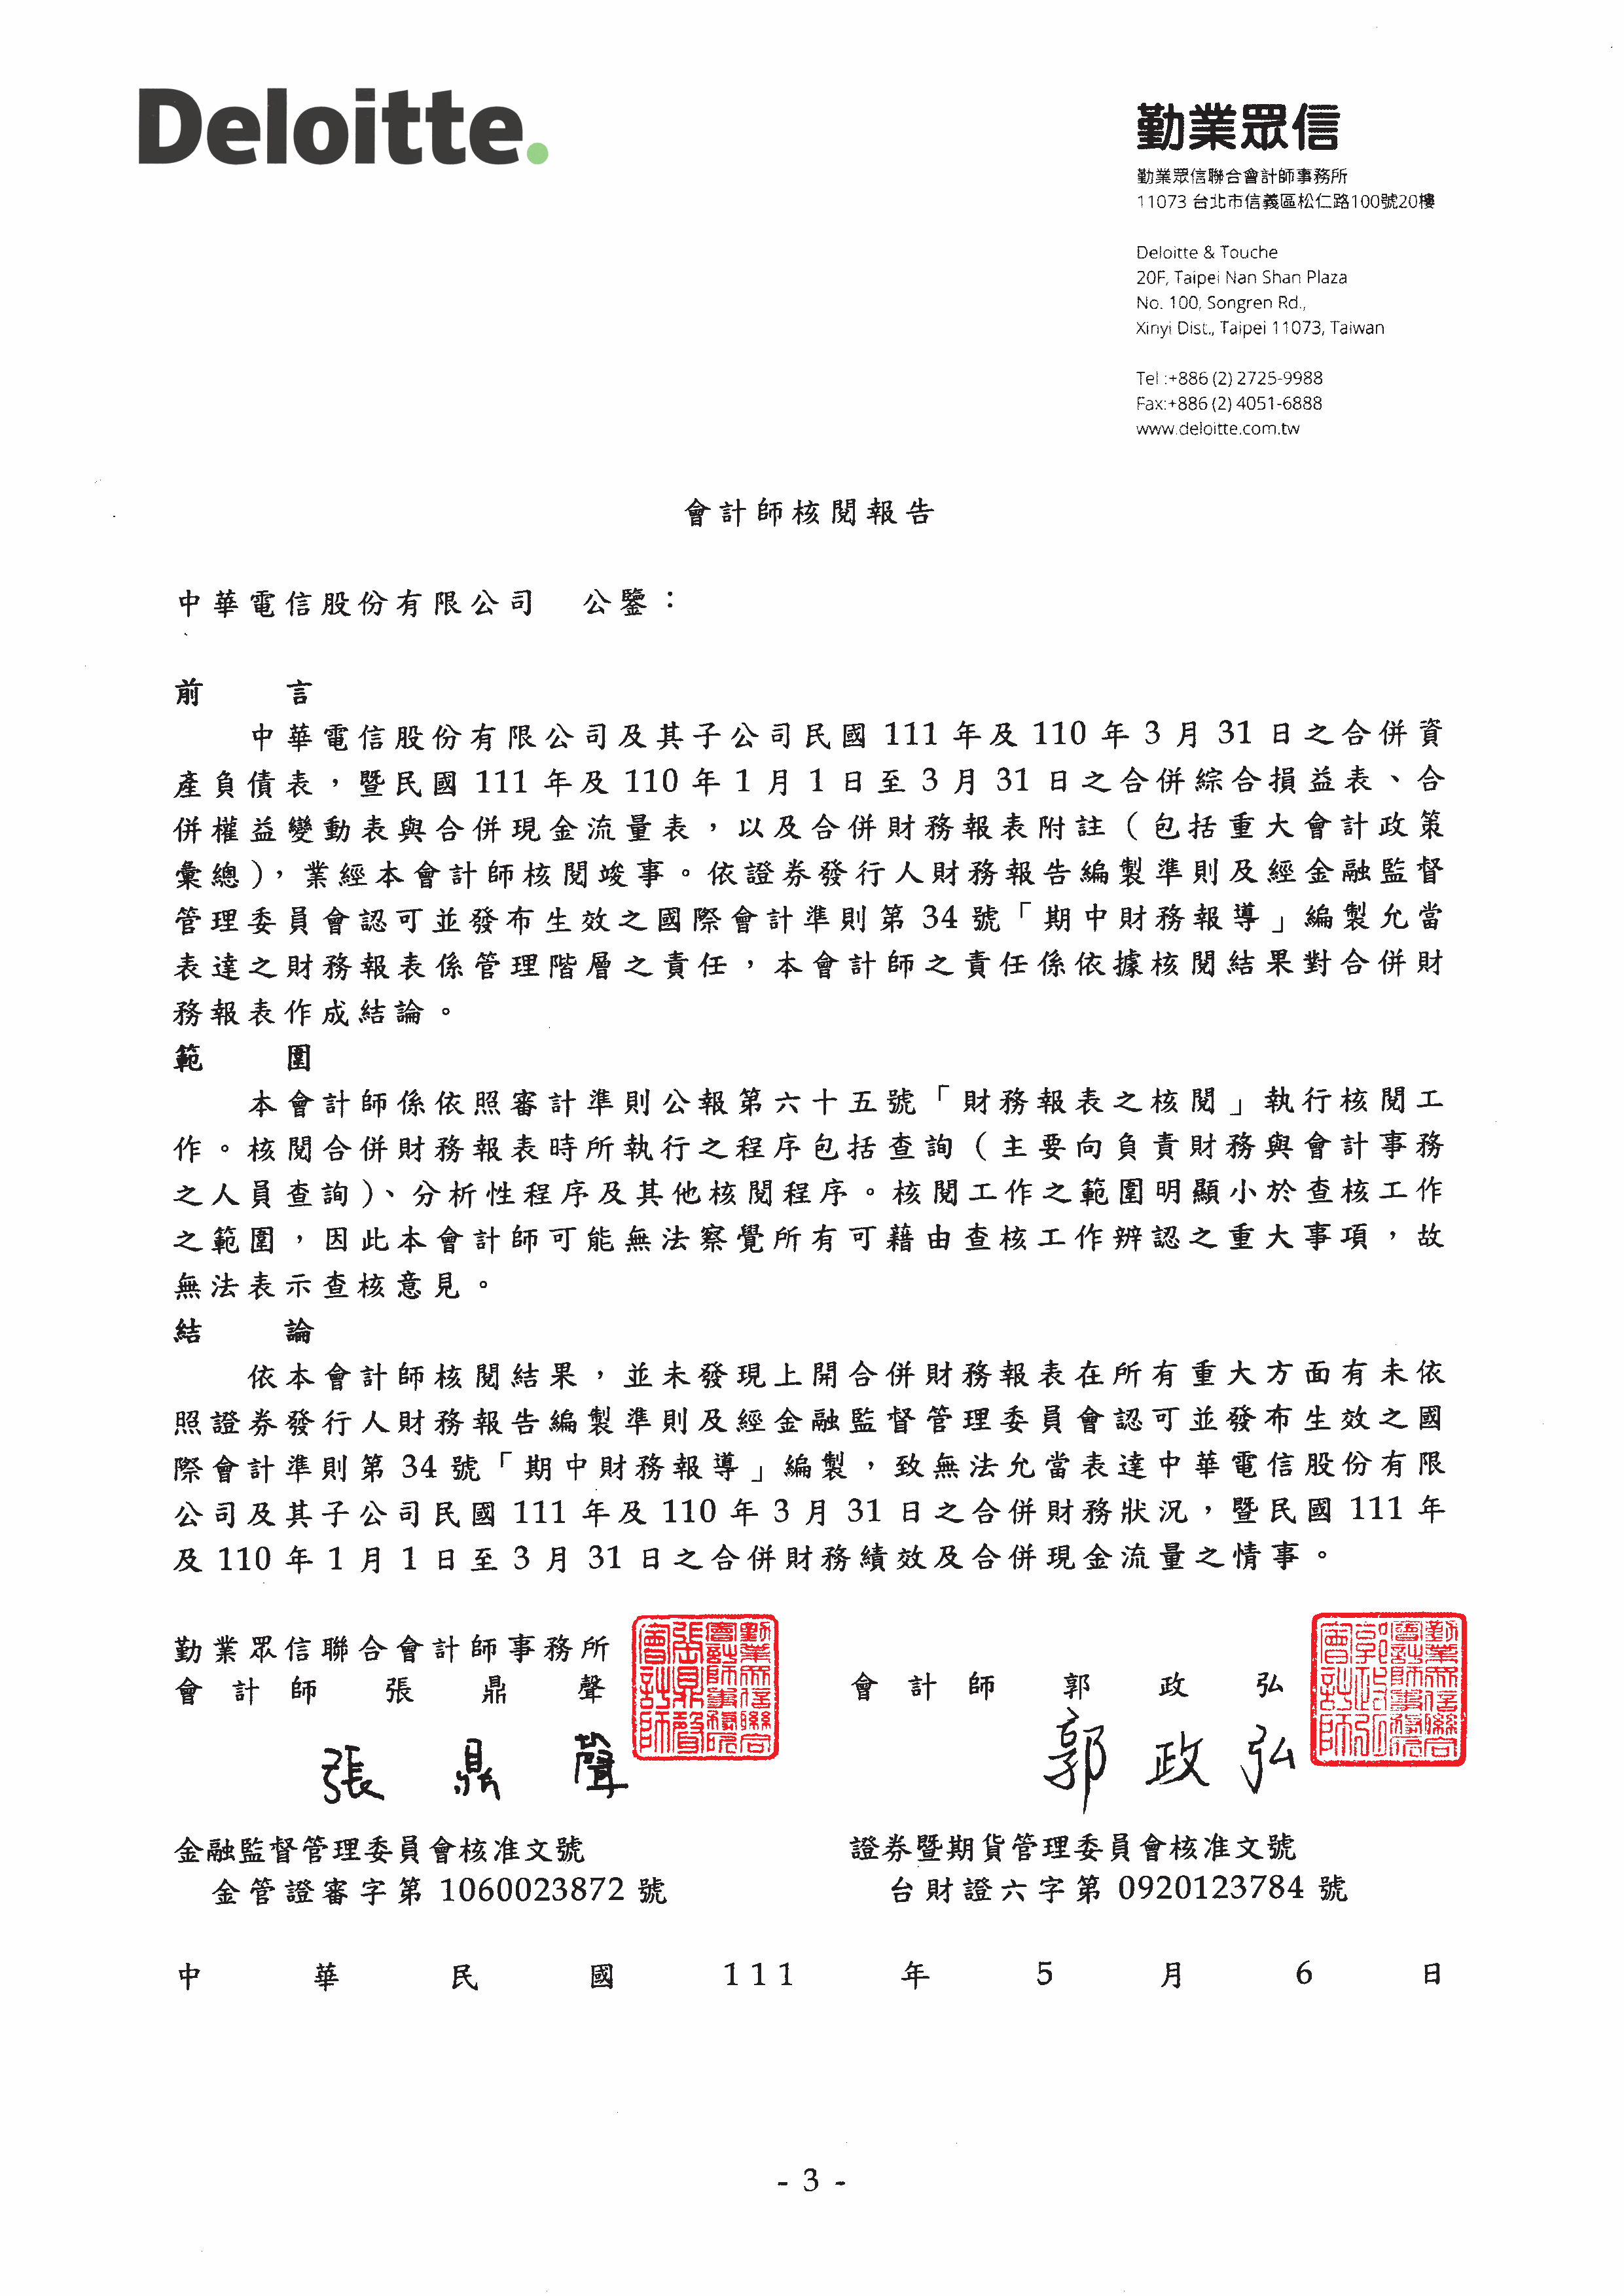 Deloitte.
勤業眾信
勤業眾信聯合會計師事務所
11073 台北市信義區松仁路100號20樓
Deloitte & Touche
20F, Taipei Nan Shan Plaza
No. 100, Songren Rd.,
Xinyi Dist., Taipei 11073, Taiwan
Tel :+886 (2) 2725-9988
Fax:+886 (2) 4051-6888
www.deloitte.com.tw
會計師核閱報告
中華電信股份有限公司 公鑒：
前 言
中華電信股份有限公司及其子公司民國 111 年及 110 年 3 月 31 日之合併資
產負債表，暨民國 111 年及 110 年 1 月 1 日至 3 月 31 日之合併綜合損益表、合
併權益變動表與合併現金流量表，以及合併財務報表附註（包括重大會計政策
彙總），業經本會計師核閱竣事。依證券發行人財務報告編製準則及經金融監督
管理委員會認可並發布生效之國際會計準則第 34 號「期中財務報導」編製允當
表達之財務報表係管理階層之責任，本會計師之責任係依據核閱結果對合併財
務報表作成結論。
範 圍
本會計師係依照審計準則公報第六十五號「財務報表之核閱」執行核閱工
作。核閱合併財務報表時所執行之程序包括查詢（主要向負責財務與會計事務
之人員查詢）、分析性程序及其他核閱程序。核閱工作之範圍明顯小於查核工作
之範圍，因此本會計師可能無法察覺所有可藉由查核工作辨認之重大事項，故
無法表示查核意見。
結 論
依本會計師核閱結果，並未發現上開合併財務報表在所有重大方面有未依
照證券發行人財務報告編製準則及經金融監督管理委員會認可並發布生效之國
際會計準則第 34 號「期中財務報導」編製，致無法允當表達中華電信股份有限
公司及其子公司民國 111 年及 110 年 3 月 31 日之合併財務狀況，暨民國 111 年
及 110 年 1 月 1 日至 3 月 31 日之合併財務績效及合併現金流量之情事。
勤業眾信聯合會計師事務所
會計師 張鼎聲 會計師 郭政弘
張鼎聲 郭政弘
勤業眾信聯合會計師事務所張鼎聲會計師 勤業眾信聯合會計師事務所郭政弘會計師
金融監督管理委員會核准文號 證券暨期貨管理委員會核准文號
金管證審字第 1060023872 號 台財證六字第 0920123784 號
中華民國 111 年 5 月 6 日
- 3 -